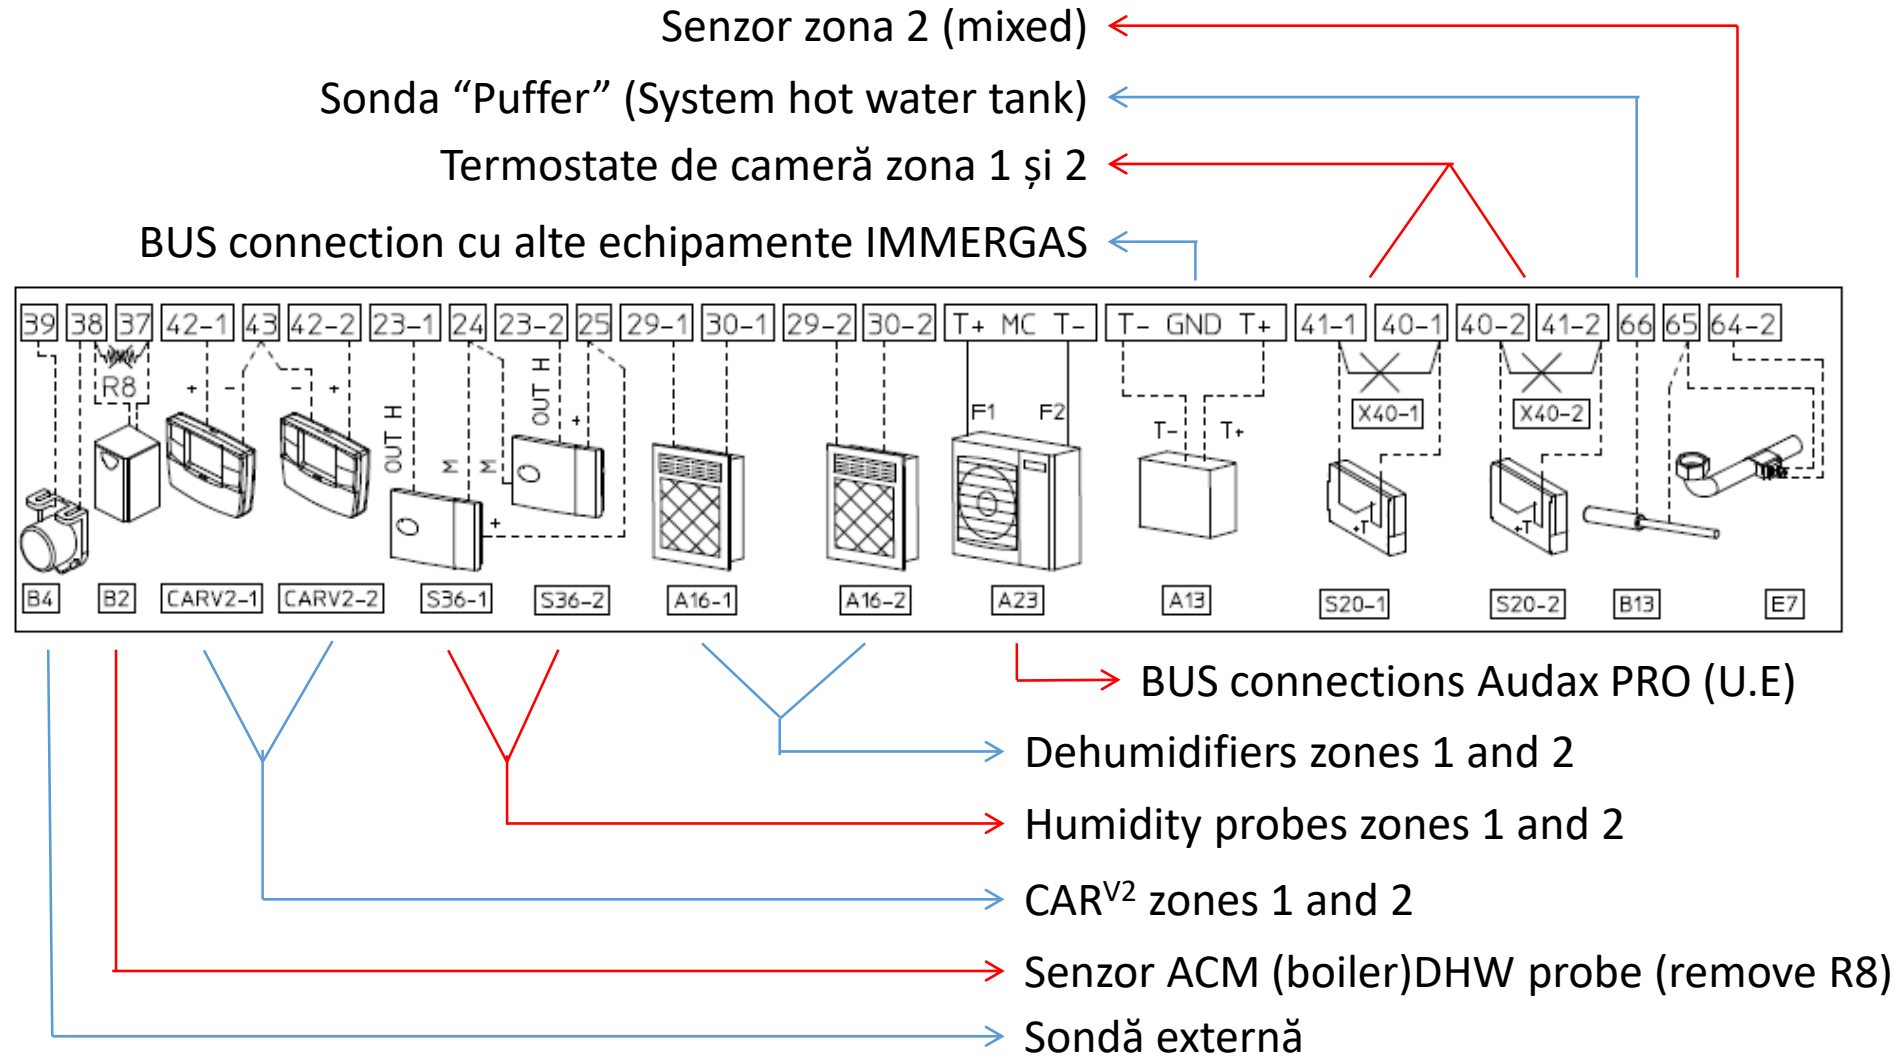 Senzor zona 2 (mixed)
Sonda “Puffer” (System hot water tank)
Termostate de cameră zona 1 și 2
BUS connection cu alte echipamente IMMERGAS
39 38 37 42-1 43 42-2 23-1 24 23-2 25 29-1 30-1 29-2 30-2 T+ MC T- T- GND T+ 41-1 40-1 40-2 41-2 66 65 64-2
R8
+ - - +
OUT H
M
M
+
OUT H
+
F1 F2
T- T+
X40-1 X40-2
+T +T
B4 B2 CARV2-1 CARV2-2 S36-1 S36-2 A16-1 A16-2 A23 A13 S20-1 S20-2 B13 E7
BUS connections Audax PRO (U.E)
Dehumidifiers zones 1 and 2
Humidity probes zones 1 and 2
CARV2 zones 1 and 2
Senzor ACM (boiler)DHW probe (remove R8)
Sondă externă